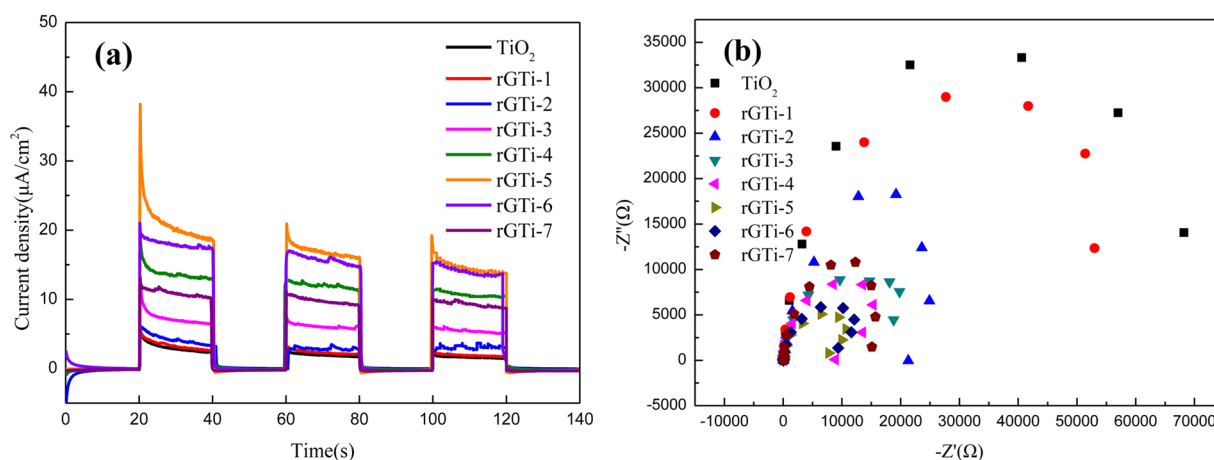 (a)
50
40
30
20
10
0
Current density(μA/cm²)
0 20 40 60 80 100 120 140
Time(s)
TiO₂
rGTi-1
rGTi-2
rGTi-3
rGTi-4
rGTi-5
rGTi-6
rGTi-7
(b)
35000
30000
25000
20000
15000
10000
5000
0
-5000
-Z"(Ω)
-10000 0 10000 20000 30000 40000 50000 60000 70000
-Z'(Ω)
TiO₂
rGTi-1
rGTi-2
rGTi-3
rGTi-4
rGTi-5
rGTi-6
rGTi-7